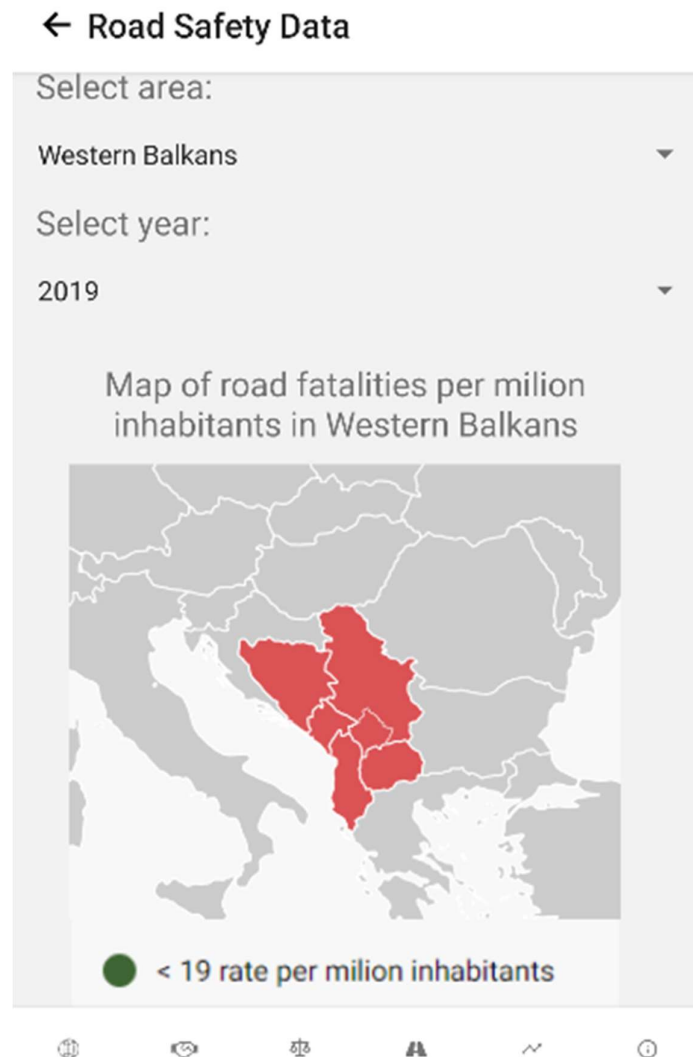 Road Safety Data
Select area:
Western Balkans
Select year:
2019
Map of road fatalities per milion
inhabitants in Western Balkans
< 19 rate per milion inhabitants